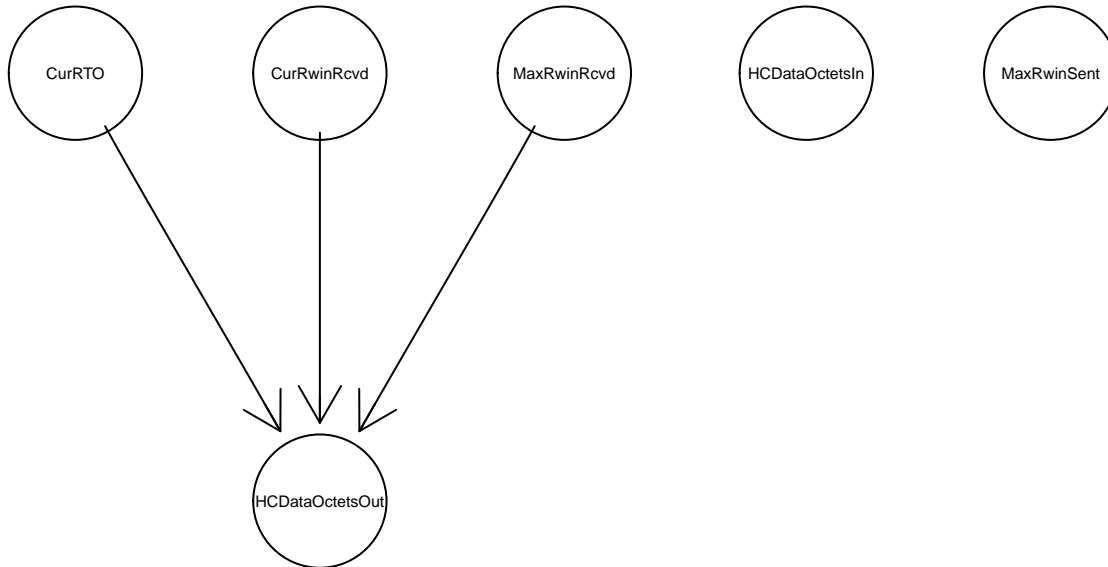 CurRTO
CurRwinRcvd
MaxRwinRcvd
HCDataOctetsIn
MaxRwinSent
HCDataOctetsOut